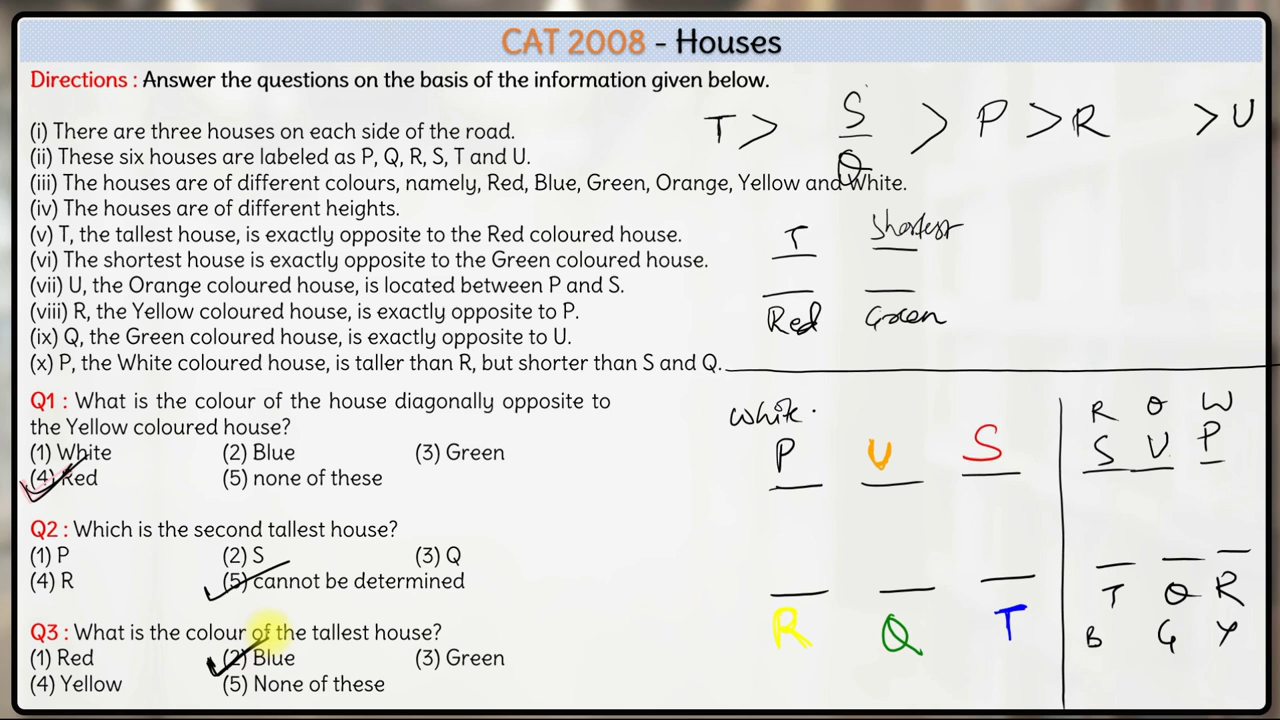 CAT 2008 - Houses
Directions : Answer the questions on the basis of the information given below.
(i) There are three houses on each side of the road.
(ii) These six houses are labeled as P, Q, R, S, T and U.
(iii) The houses are of different colours, namely, Red, Blue, Green, Orange, Yellow and White.
(iv) The houses are of different heights.
(v) T, the tallest house, is exactly opposite to the Red coloured house.
(vi) The shortest house is exactly opposite to the Green coloured house.
(vii) U, the Orange coloured house, is located between P and S.
(viii) R, the Yellow coloured house, is exactly opposite to P.
(ix) Q, the Green coloured house, is exactly opposite to U.
(x) P, the White coloured house, is taller than R, but shorter than S and Q.
Q1 : What is the colour of the house diagonally opposite to
the Yellow coloured house?
(1) White (2) Blue (3) Green
(4) Red (5) none of these
Q2 : Which is the second tallest house?
(1) P (2) S (3) Q
(4) R (5) cannot be determined
Q3 : What is the colour of the tallest house?
(1) Red (2) Blue (3) Green
(4) Yellow (5) None of these
S
T > > P > R > U
Q
T Shortest
Red Green
White.
P U S
R Q T
R O W
S U P
T Q R
B G Y